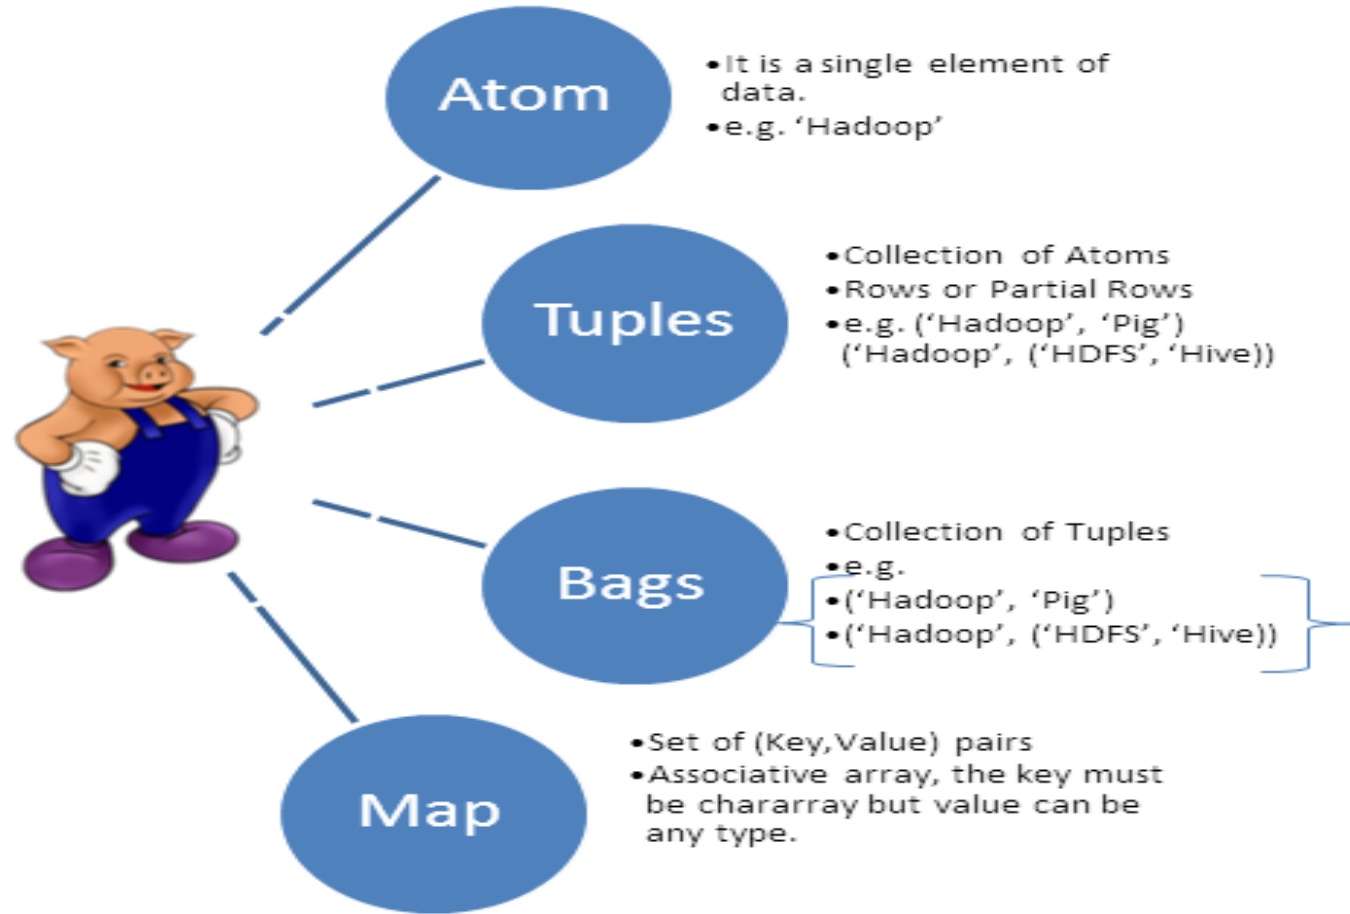 Atom
•It is a single element of
data.
•e.g. ‘Hadoop’
Tuples
•Collection of Atoms
•Rows or Partial Rows
•e.g. (‘Hadoop’, ‘Pig’)
(‘Hadoop’, (‘HDFS’, ‘Hive))
Bags
•Collection of Tuples
•e.g.
•(‘Hadoop’, ‘Pig’)
•(‘Hadoop’, (‘HDFS’, ‘Hive))
Map
•Set of (Key,Value) pairs
•Associative array, the key must
be chararray but value can be
any type.